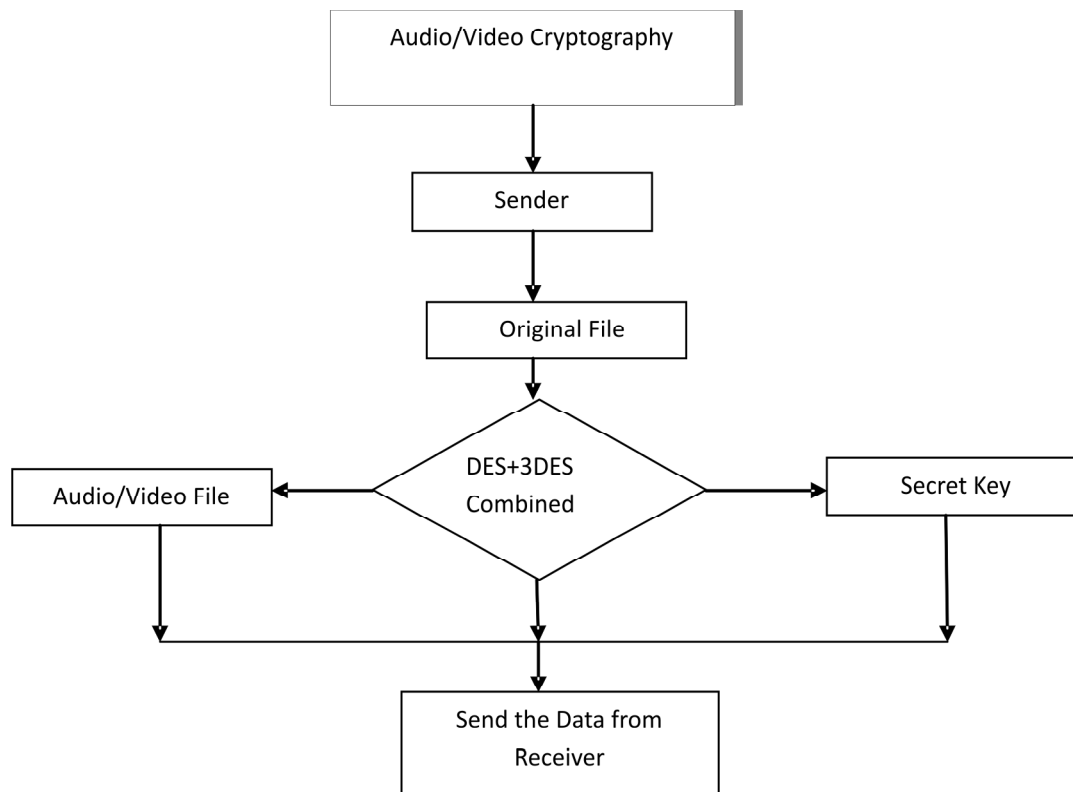 Audio/Video Cryptography
Sender
Original File
DES+3DES
Combined
Audio/Video File
Secret Key
Send the Data from
Receiver